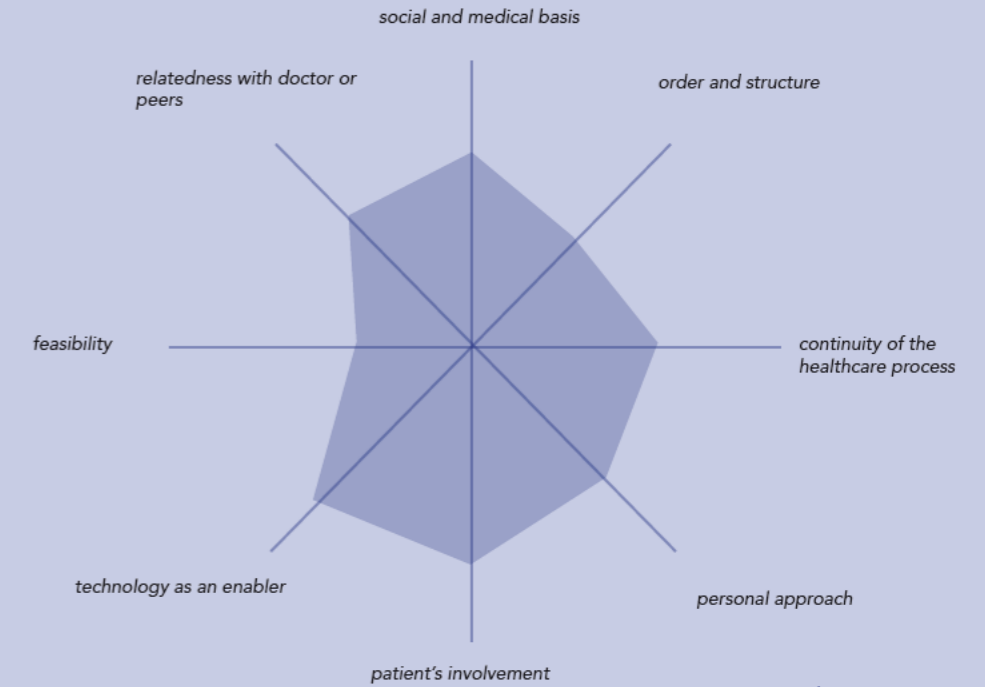 social and medical basis
relatedness with doctor or
peers
order and structure
feasibility
continuity of the
healthcare process
technology as an enabler
personal approach
patient's involvement